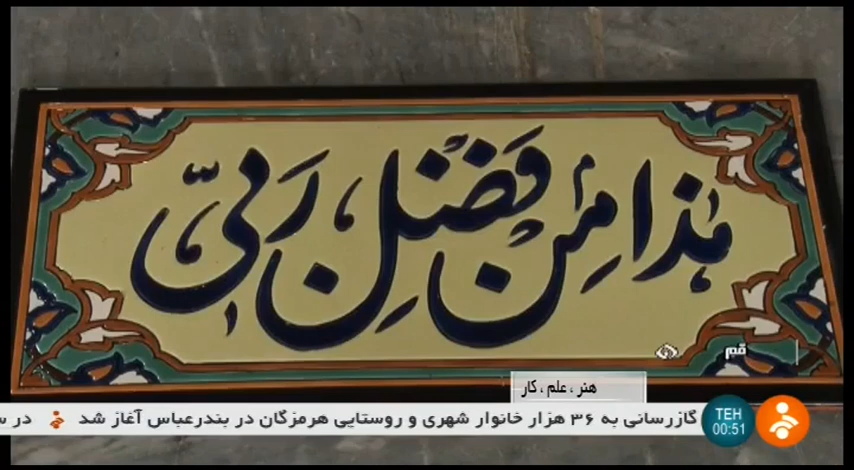 هذا من فضل ربی
قم
هنر ، علم ، کار
گازرسانی به ۳۶ هزار خانوار شهری و روستایی هرمزگان در بندرعباس آغاز شد
در س
TEH
00:51